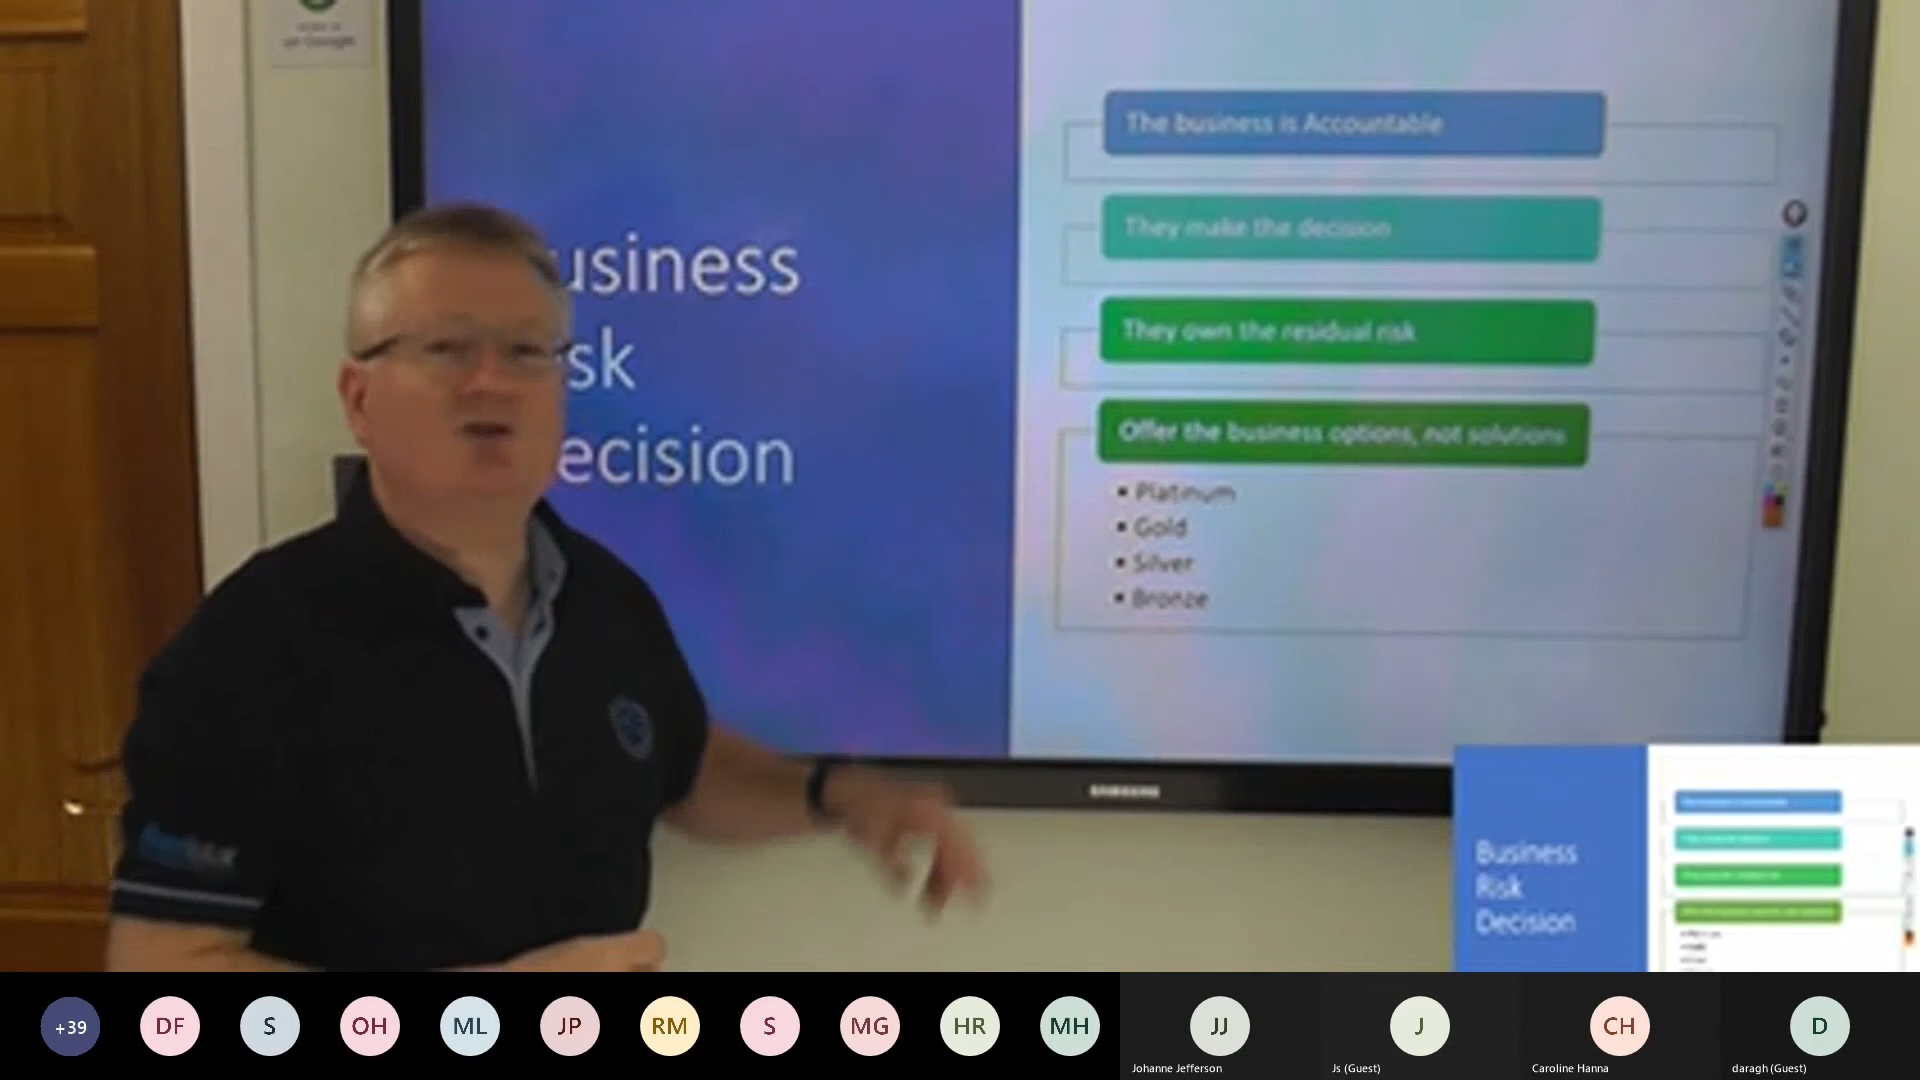 on Google
usiness
sk
ecision
The business is Accountable
They make the decision
They own the residual risk
Offer the business options, not solutions
▪ Platinum
▪ Gold
▪ Silver
▪ Bronze
SAMSUNG
Business
Risk
Decision
+39
DF
S
OH
ML
JP
RM
S
MG
HR
MH
JJ
Johanne Jefferson
J
Js (Guest)
CH
Caroline Hanna
D
daragh (Guest)